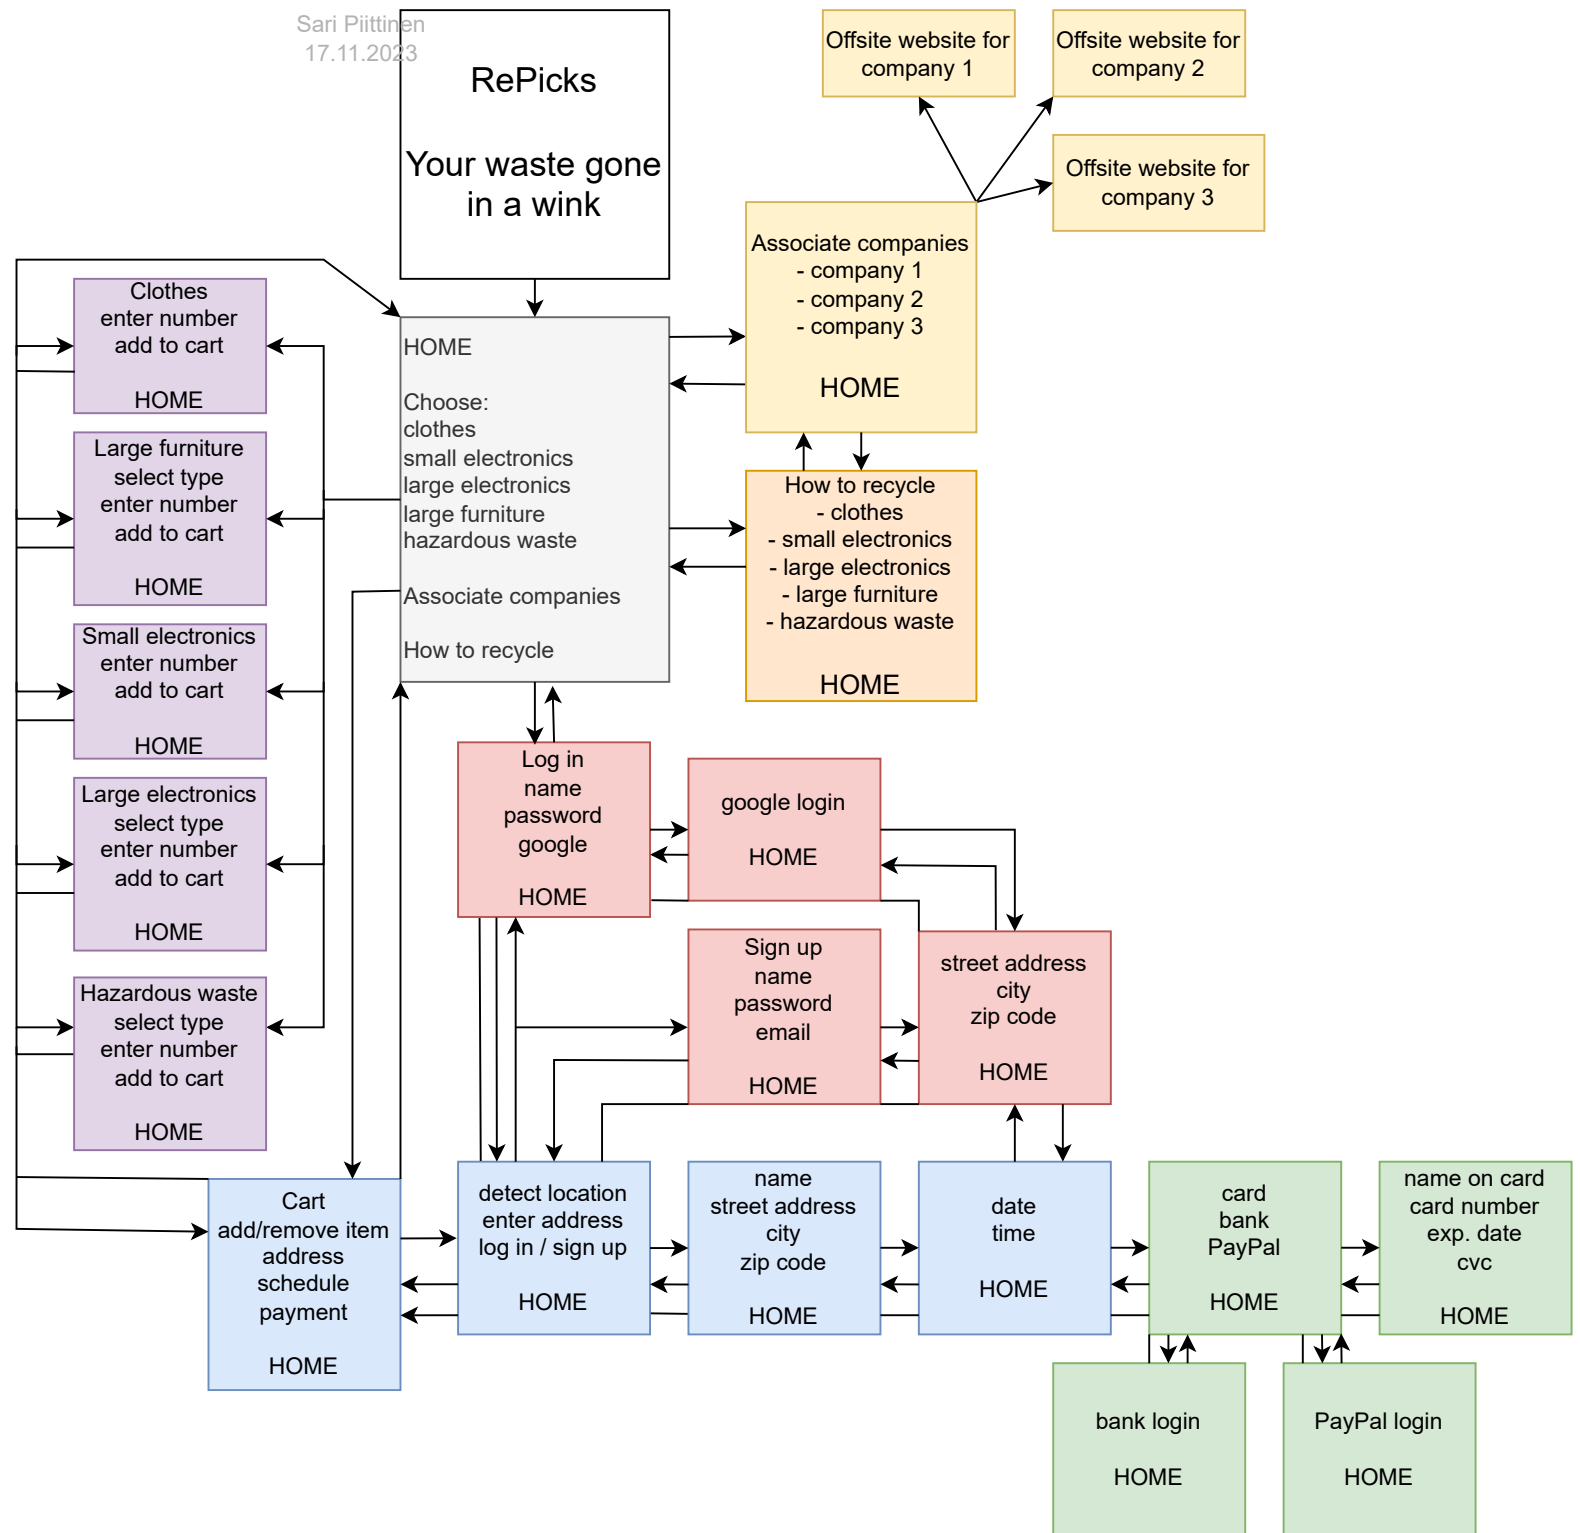 Sari Piittinen
17.11.2023
RePicks
Your waste gone
in a wink
Offsite website for
company 1
Offsite website for
company 2
Offsite website for
company 3
Associate companies
- company 1
- company 2
- company 3
HOME
Clothes
enter number
add to cart
HOME
Large furniture
select type
enter number
add to cart
HOME
Small electronics
enter number
add to cart
HOME
Large electronics
select type
enter number
add to cart
HOME
Hazardous waste
select type
enter number
add to cart
HOME
HOME
Choose:
clothes
small electronics
large electronics
large furniture
hazardous waste
Associate companies
How to recycle
How to recycle
- clothes
- small electronics
- large electronics
- large furniture
- hazardous waste
HOME
Log in
name
password
google
HOME
google login
HOME
Sign up
name
password
email
HOME
street address
city
zip code
HOME
Cart
add/remove item
address
schedule
payment
HOME
detect location
enter address
log in / sign up
HOME
name
street address
city
zip code
HOME
date
time
HOME
card
bank
PayPal
HOME
name on card
card number
exp. date
cvc
HOME
bank login
HOME
PayPal login
HOME